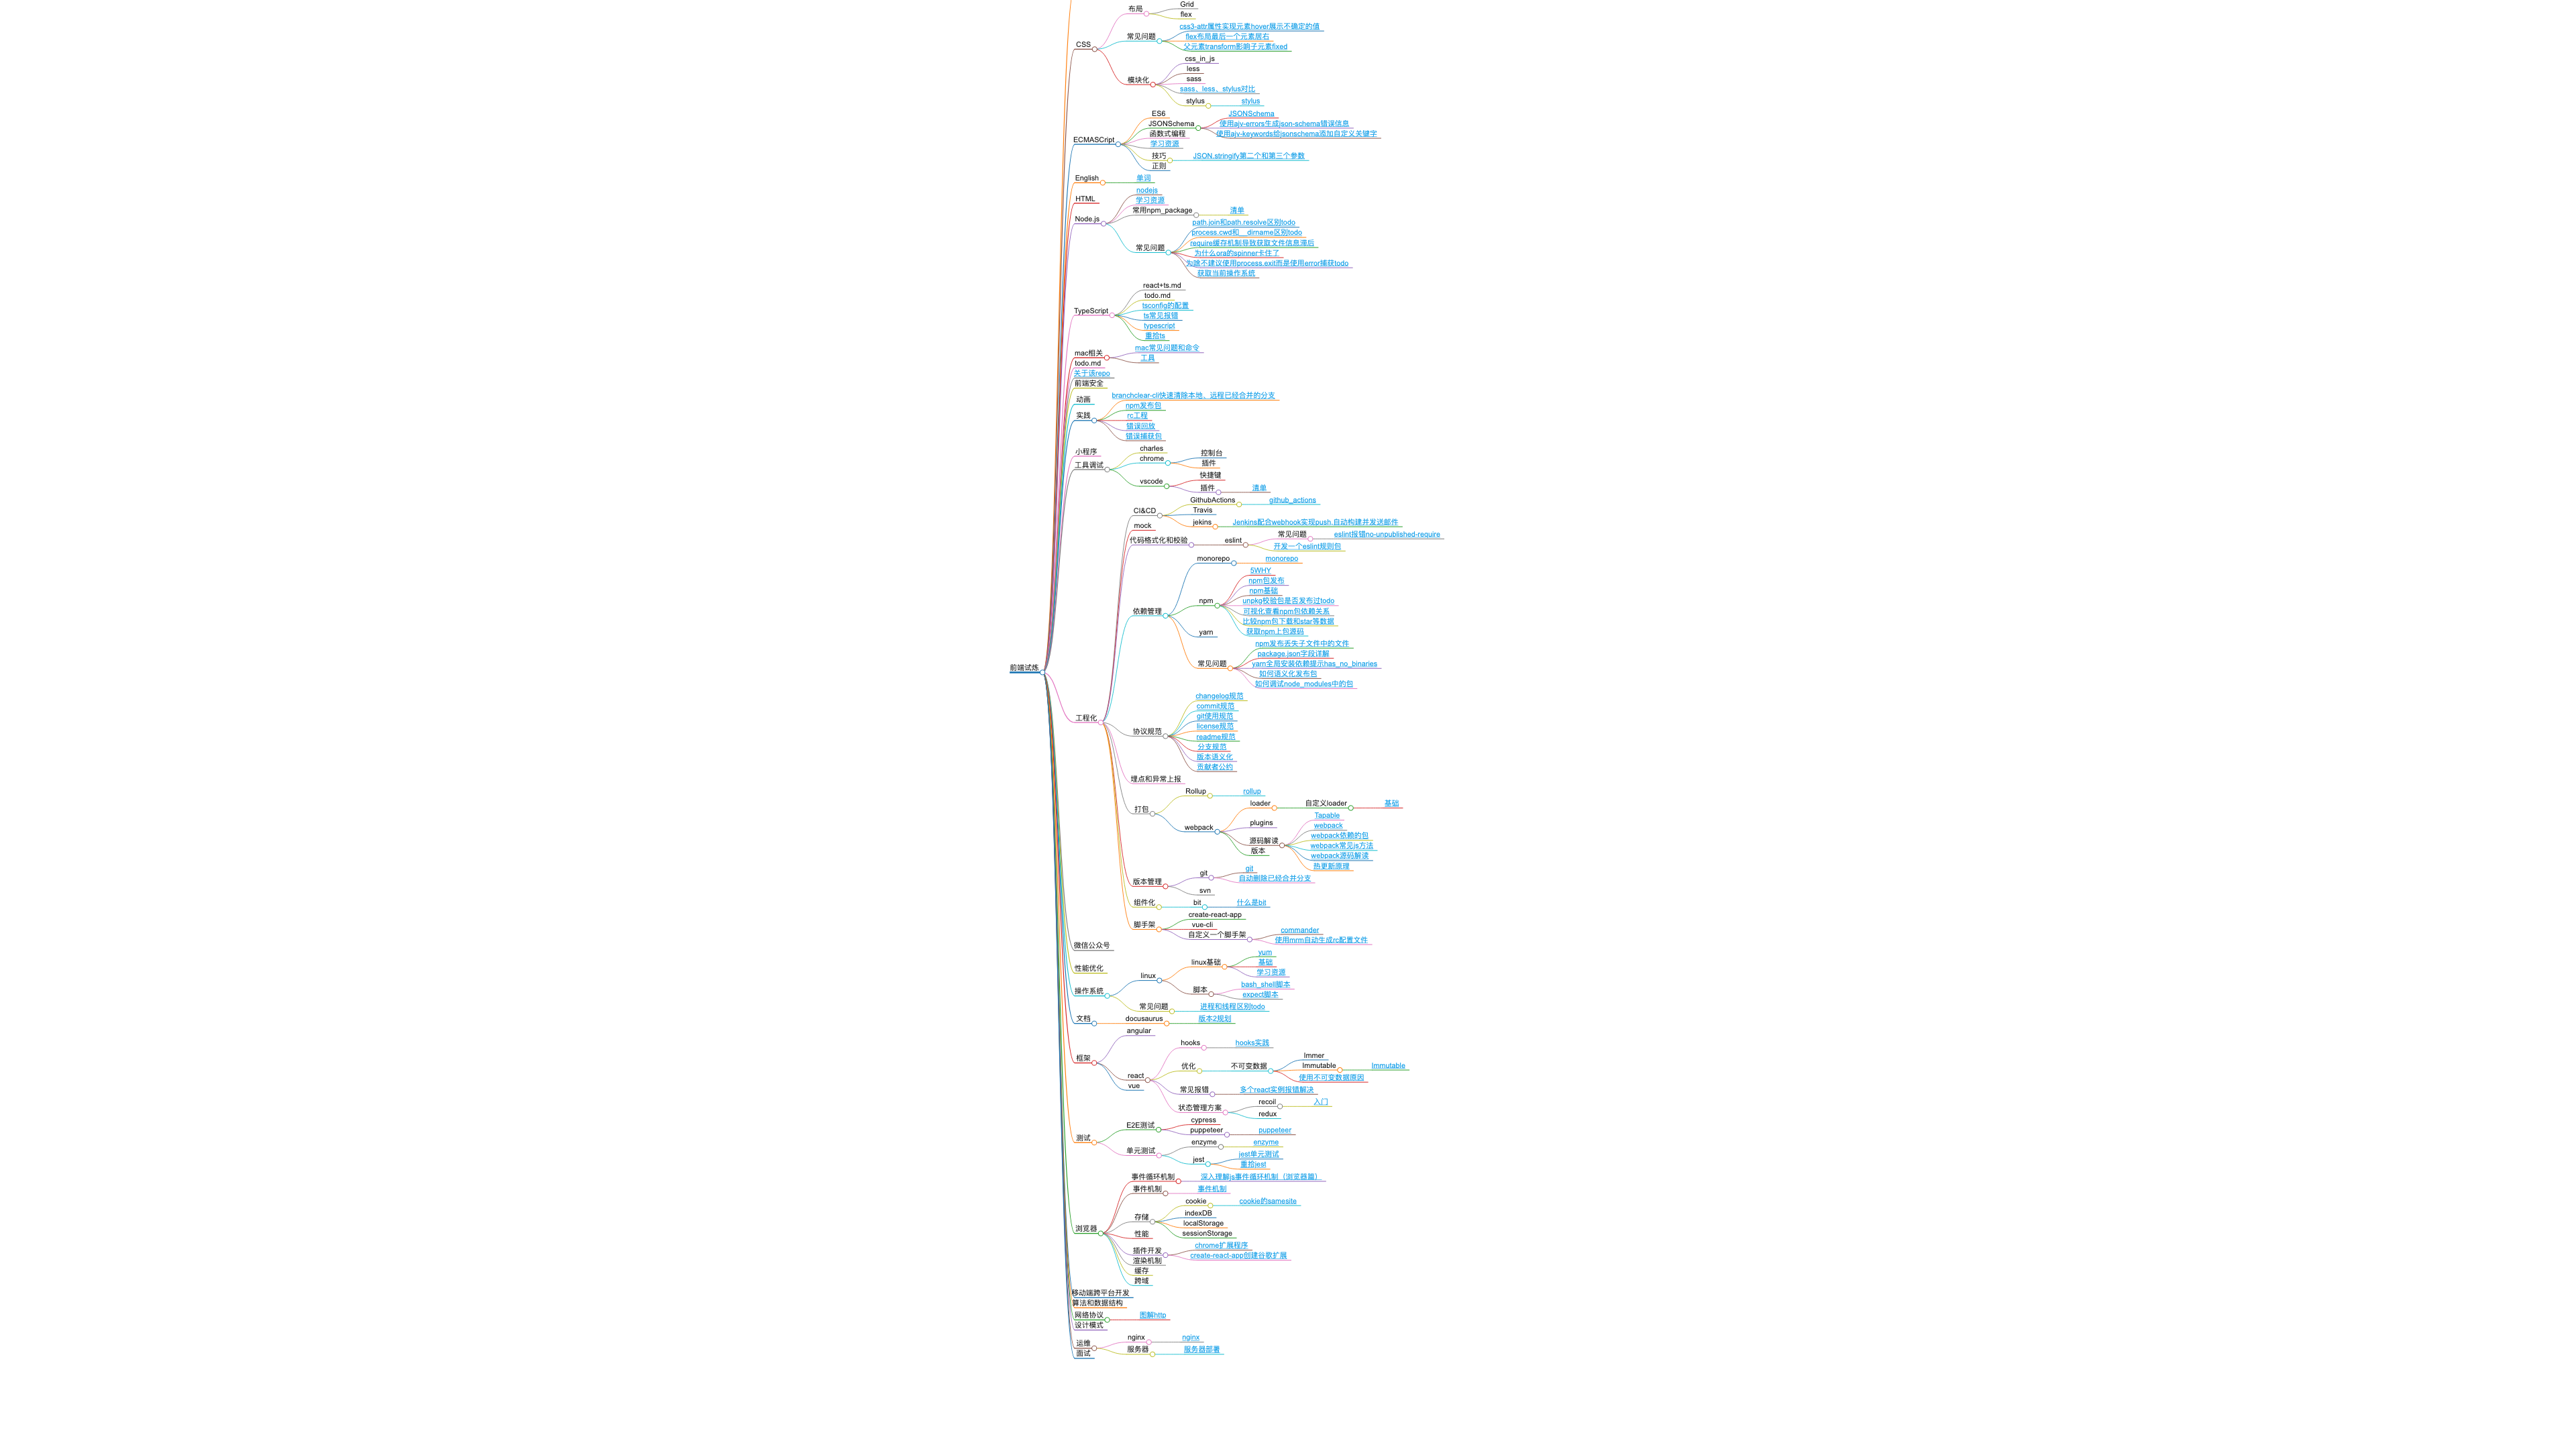 前端试炼
CSS
布局
Grid
flex
常见问题
css3-attr属性实现元素hover展示不确定的值
flex布局最后一个元素居右
父元素transform影响子元素fixed
模块化
css_in_js
less
sass
sass、less、stylus对比
stylus
stylus
ECMASCript
ES6
JSONSchema
JSONSchema
使用ajv-errors生成json-schema错误信息
使用ajv-keywords给jsonschema添加自定义关键字
函数式编程
学习资源
技巧
JSON.stringify第二个和第三个参数
正则
English
单词
HTML
Node.js
nodejs
学习资源
常用npm_package
清单
常见问题
path.join和path.resolve区别todo
process.cwd和__dirname区别todo
require缓存机制导致获取文件信息滞后
为什么ora的spinner卡住了
为啥不建议使用process.exit而是使用error捕获todo
获取当前操作系统
TypeScript
react+ts.md
todo.md
tsconfig的配置
ts常见报错
typescript
重拾ts
mac相关
mac常见问题和命令
工具
todo.md
关于该repo
前端安全
动画
实践
branchclear-cli快速清除本地、远程已经合并的分支
npm发布包
rc工程
错误回放
错误捕获包
小程序
工具调试
charles
chrome
控制台
插件
vscode
快捷键
插件
清单
工程化
CI&CD
GithubActions
github_actions
Travis
jekins
Jenkins配合webhook实现push,自动构建并发送邮件
mock
代码格式化和校验
eslint
常见问题
eslint报错no-unpublished-require
开发一个eslint规则包
依赖管理
monorepo
monorepo
npm
5WHY
npm包发布
npm基础
unpkg校验包是否发布过todo
可视化查看npm包依赖关系
比较npm包下载和star等数据
获取npm上包源码
yarn
常见问题
npm发布丢失子文件中的文件
package.json字段详解
yarn全局安装依赖提示has_no_binaries
如何语义化发布包
如何调试node_modules中的包
协议规范
changelog规范
commit规范
git使用规范
license规范
readme规范
分支规范
版本语义化
贡献者公约
埋点和异常上报
打包
Rollup
rollup
webpack
loader
自定义loader
基础
plugins
源码解读
Tapable
webpack
webpack依赖的包
webpack常见js方法
webpack源码解读
热更新原理
版本
版本管理
git
git
自动删除已经合并分支
svn
组件化
bit
什么是bit
脚手架
create-react-app
vue-cli
自定义一个脚手架
commander
使用mrm自动生成rc配置文件
微信公众号
性能优化
操作系统
linux
linux基础
yum
基础
学习资源
脚本
bash_shell脚本
expect脚本
常见问题
进程和线程区别todo
文档
docusaurus
版本2规划
框架
angular
react
hooks
hooks实践
优化
不可变数据
Immer
Immutable
Immutable
使用不可变数据原因
常见报错
多个react实例报错解决
状态管理方案
recoil
入门
redux
vue
测试
E2E测试
cypress
puppeteer
puppeteer
单元测试
enzyme
enzyme
jest
jest单元测试
重拾jest
浏览器
事件循环机制
深入理解js事件循环机制（浏览器篇）
事件机制
事件机制
存储
cookie
cookie的samesite
indexDB
localStorage
sessionStorage
性能
插件开发
chrome扩展程序
create-react-app创建谷歌扩展
渲染机制
缓存
跨域
移动端跨平台开发
算法和数据结构
网络协议
图解http
设计模式
运维
nginx
nginx
服务器
服务器部署
面试